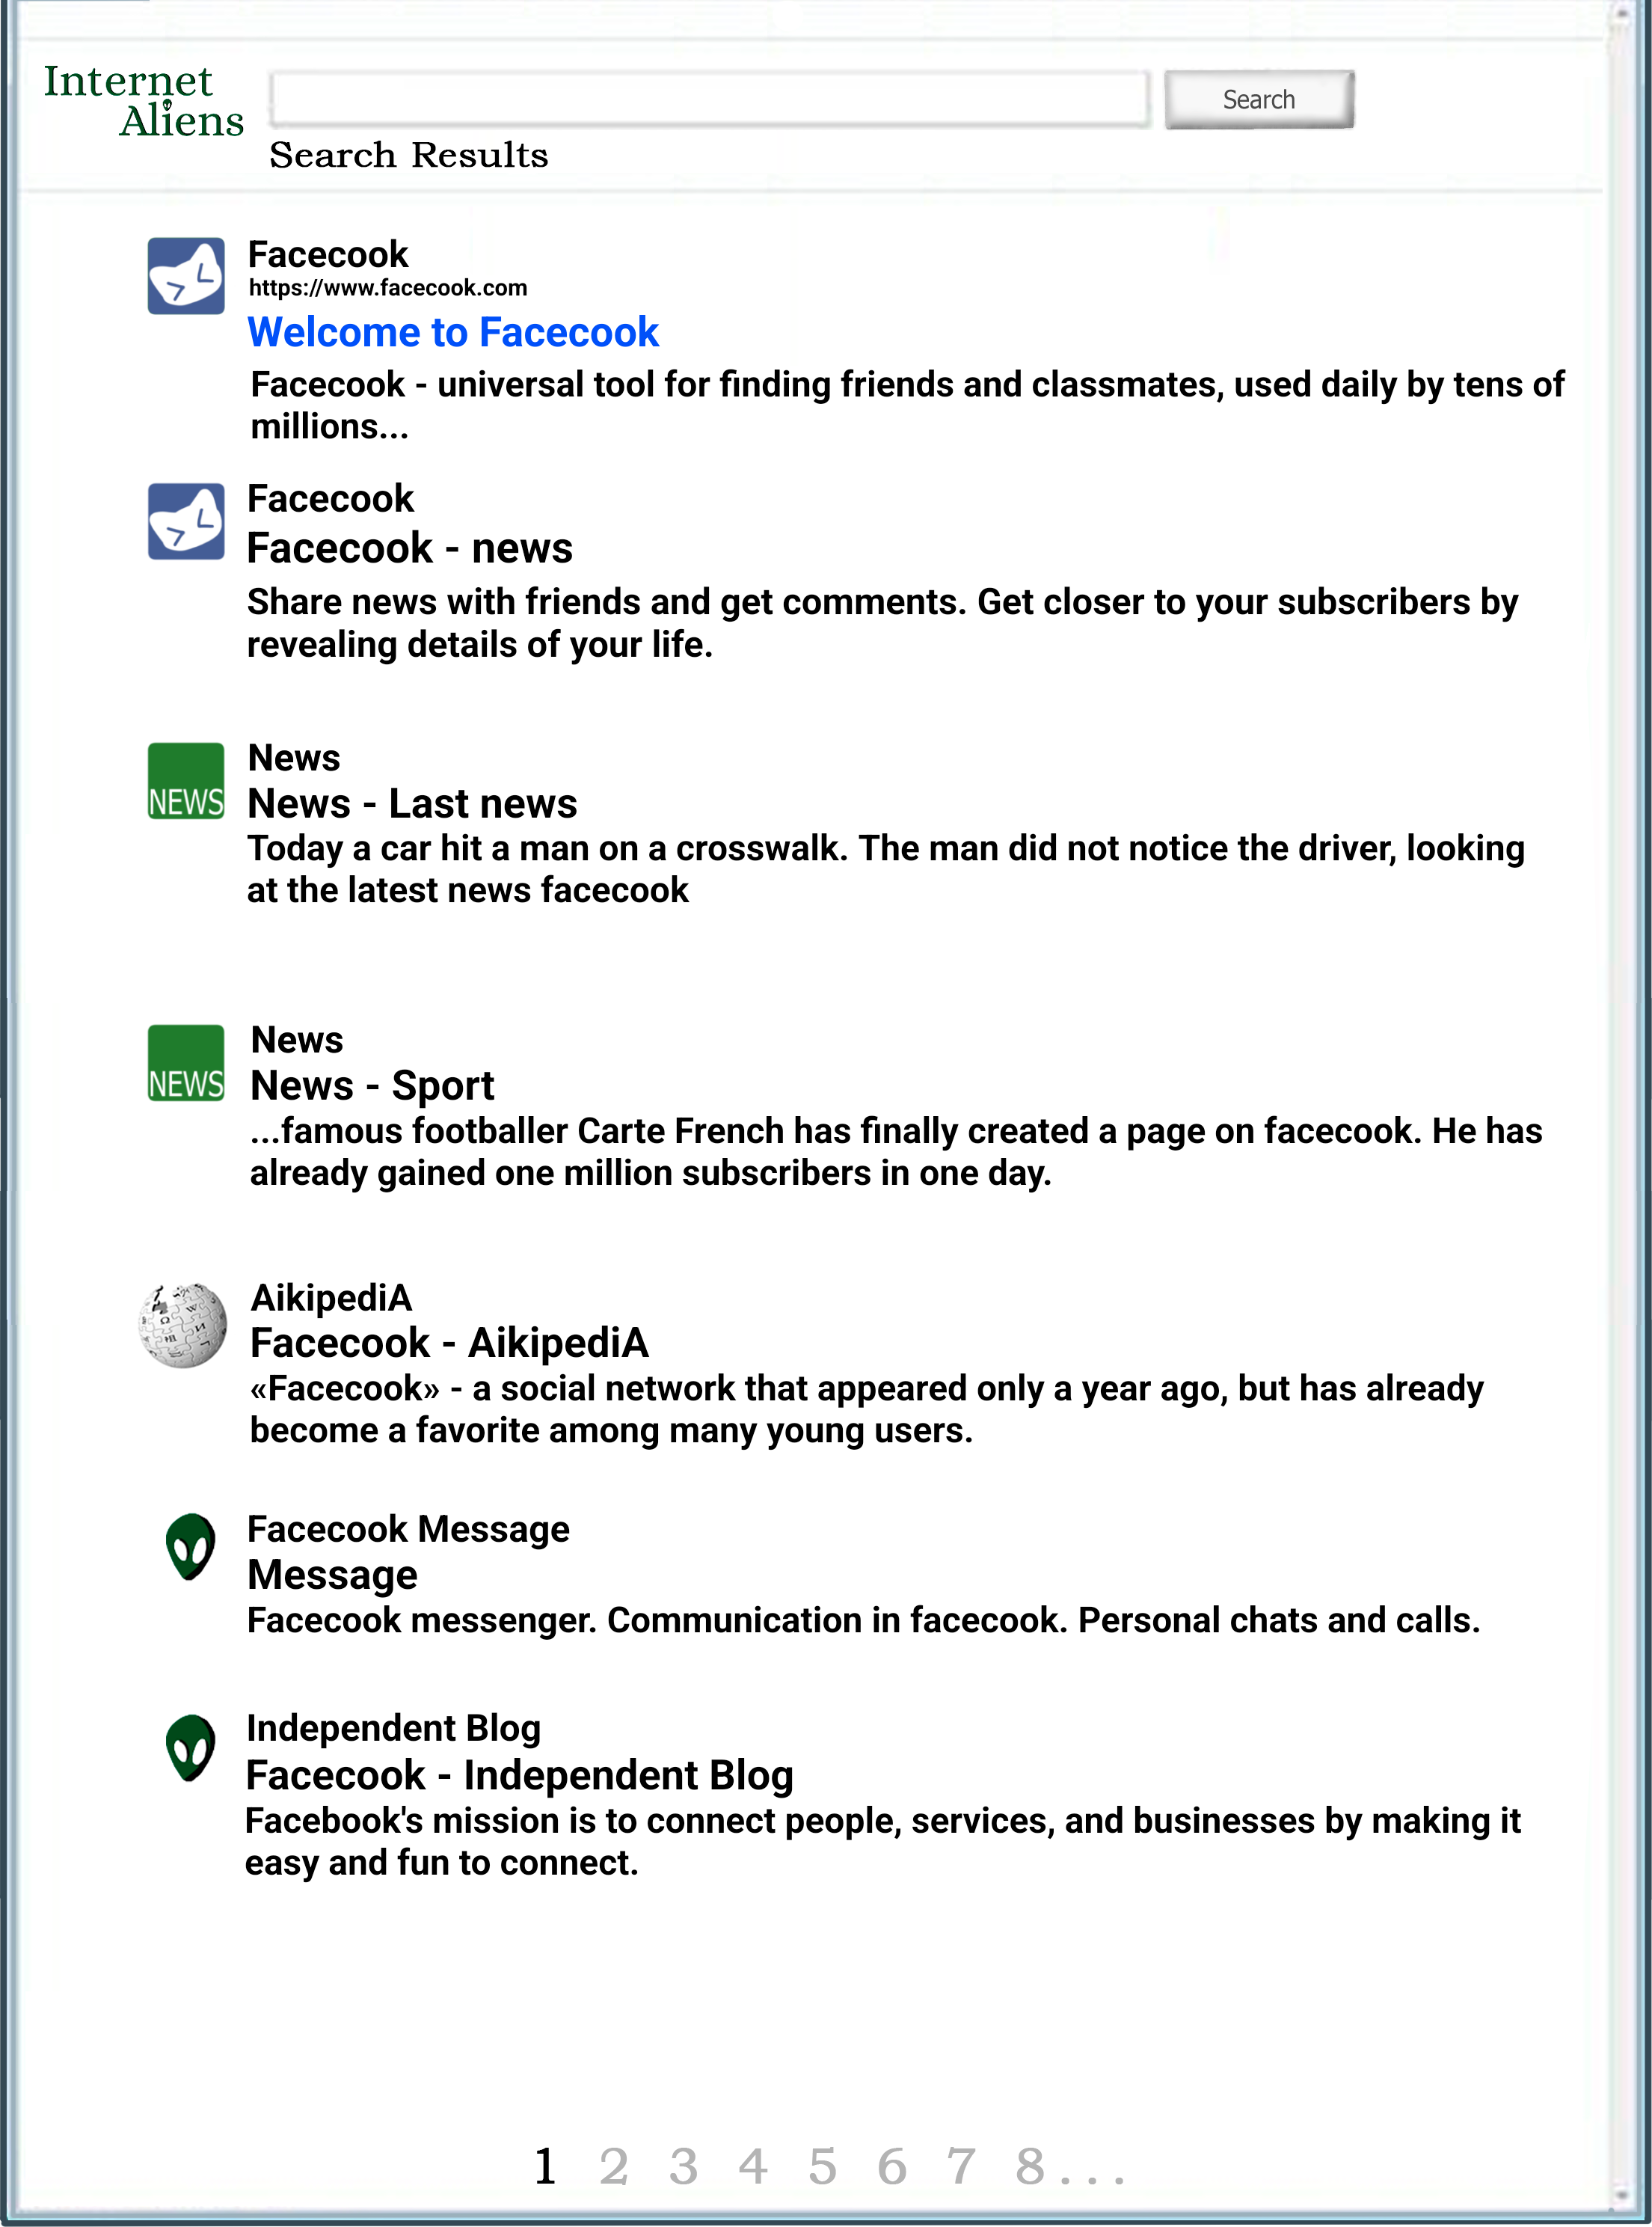 Internet
Aliens
Search
Search Results
Facecook
https://www.facecook.com
Welcome to Facecook
Facecook - universal tool for finding friends and classmates, used daily by tens of
millions...
Facecook
Facecook - news
Share news with friends and get comments. Get closer to your subscribers by
revealing details of your life.
NEWS
News
News - Last news
Today a car hit a man on a crosswalk. The man did not notice the driver, looking
at the latest news facecook
NEWS
News
News - Sport
...famous footballer Carte French has finally created a page on facecook. He has
already gained one million subscribers in one day.
AikipediA
Facecook - AikipediA
«Facecook» - a social network that appeared only a year ago, but has already
become a favorite among many young users.
Facecook Message
Message
Facecook messenger. Communication in facecook. Personal chats and calls.
Independent Blog
Facecook - Independent Blog
Facebook's mission is to connect people, services, and businesses by making it
easy and fun to connect.
1 2 3 4 5 6 7 8...